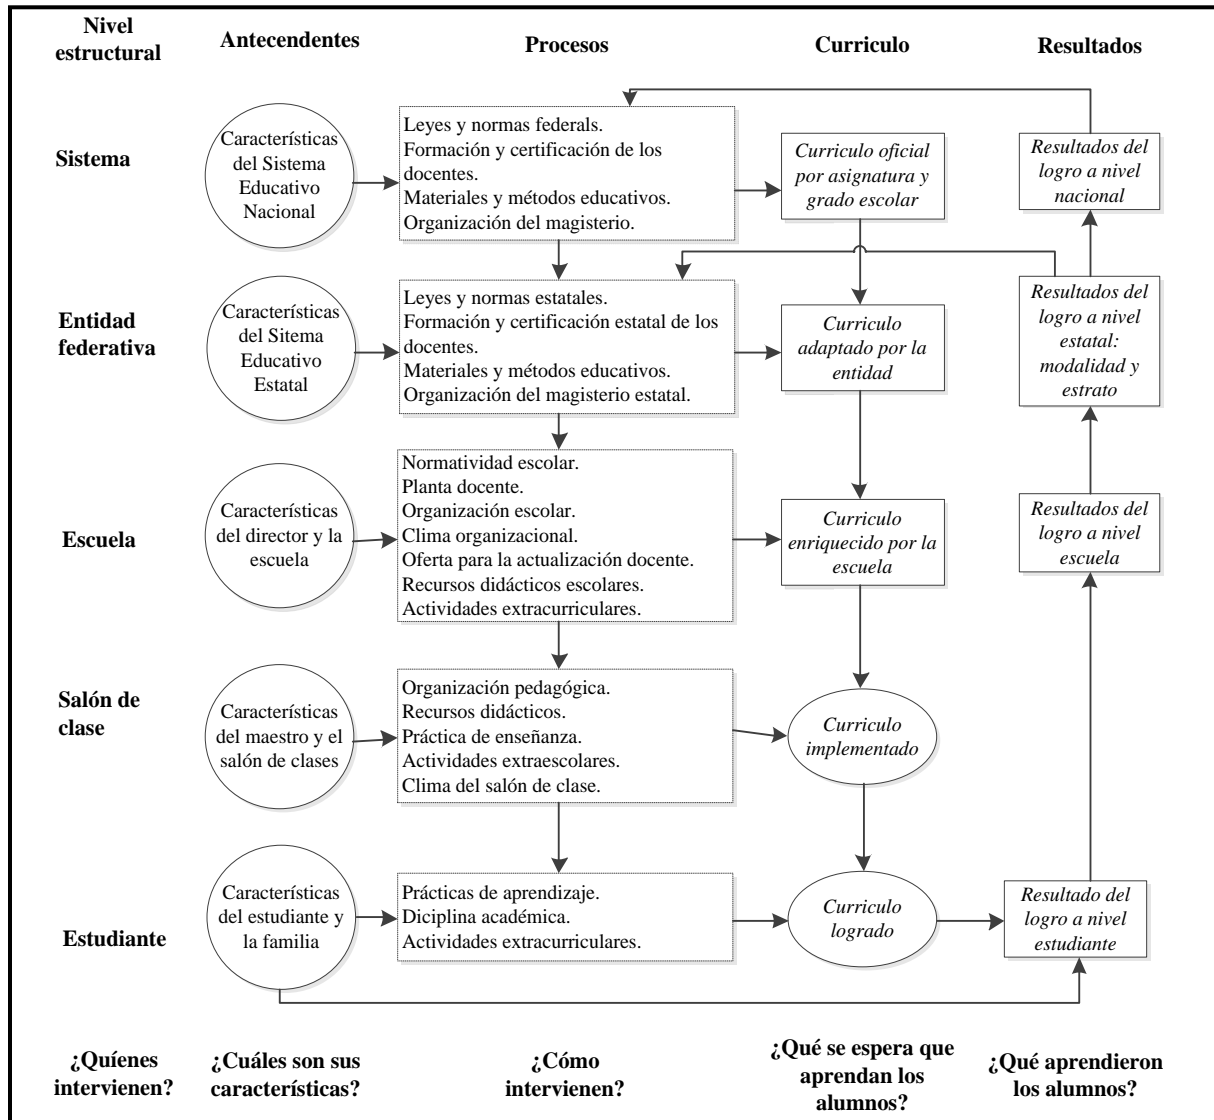 Nivel
estructural
Antecendentes
Procesos
Curriculo
Resultados
Sistema
Característícas
del Sistema
Educativo
Nacional
Leyes y normas federals.
Formación y certificación de los
docentes.
Materiales y métodos educativos.
Organización del magisterio.
Curriculo oficial
por asignatura y
grado escolar
Resultados del
logro a nivel
nacional
Entidad
federativa
Característícas
del Sitema
Educativo
Estatal
Leyes y normas estatales.
Formación y certificación estatal de los
docentes.
Materiales y métodos educativos.
Organización del magisterio estatal.
Curriculo
adaptado por la
entidad
Resultados del
logro a nivel
estatal:
modalidad y
estrato
Escuela
Característícas
del director y la
escuela
Normatividad escolar.
Planta docente.
Organización escolar.
Clima organizacional.
Oferta para la actualización docente.
Recursos didácticos escolares.
Actividades extracurriculares.
Curriculo
enriquecido por la
escuela
Resultados del
logro a nivel
escuela
Salón de
clase
Característícas
del maestro y el
salón de clases
Organización pedagógica.
Recursos didácticos.
Práctica de enseñanza.
Actividades extraescolares.
Clima del salón de clase.
Curriculo
implementado
Estudiante
Característícas
del estudiante y
la familia
Prácticas de aprendizaje.
Diciplina académica.
Actividades extracurriculares.
Curriculo
logrado
Resultado del
logro a nivel
estudiante
¿Quíenes
intervienen?
¿Cuáles son sus
características?
¿Cómo
intervienen?
¿Qué se espera que
aprendan los
alumnos?
¿Qué aprendieron
los alumnos?